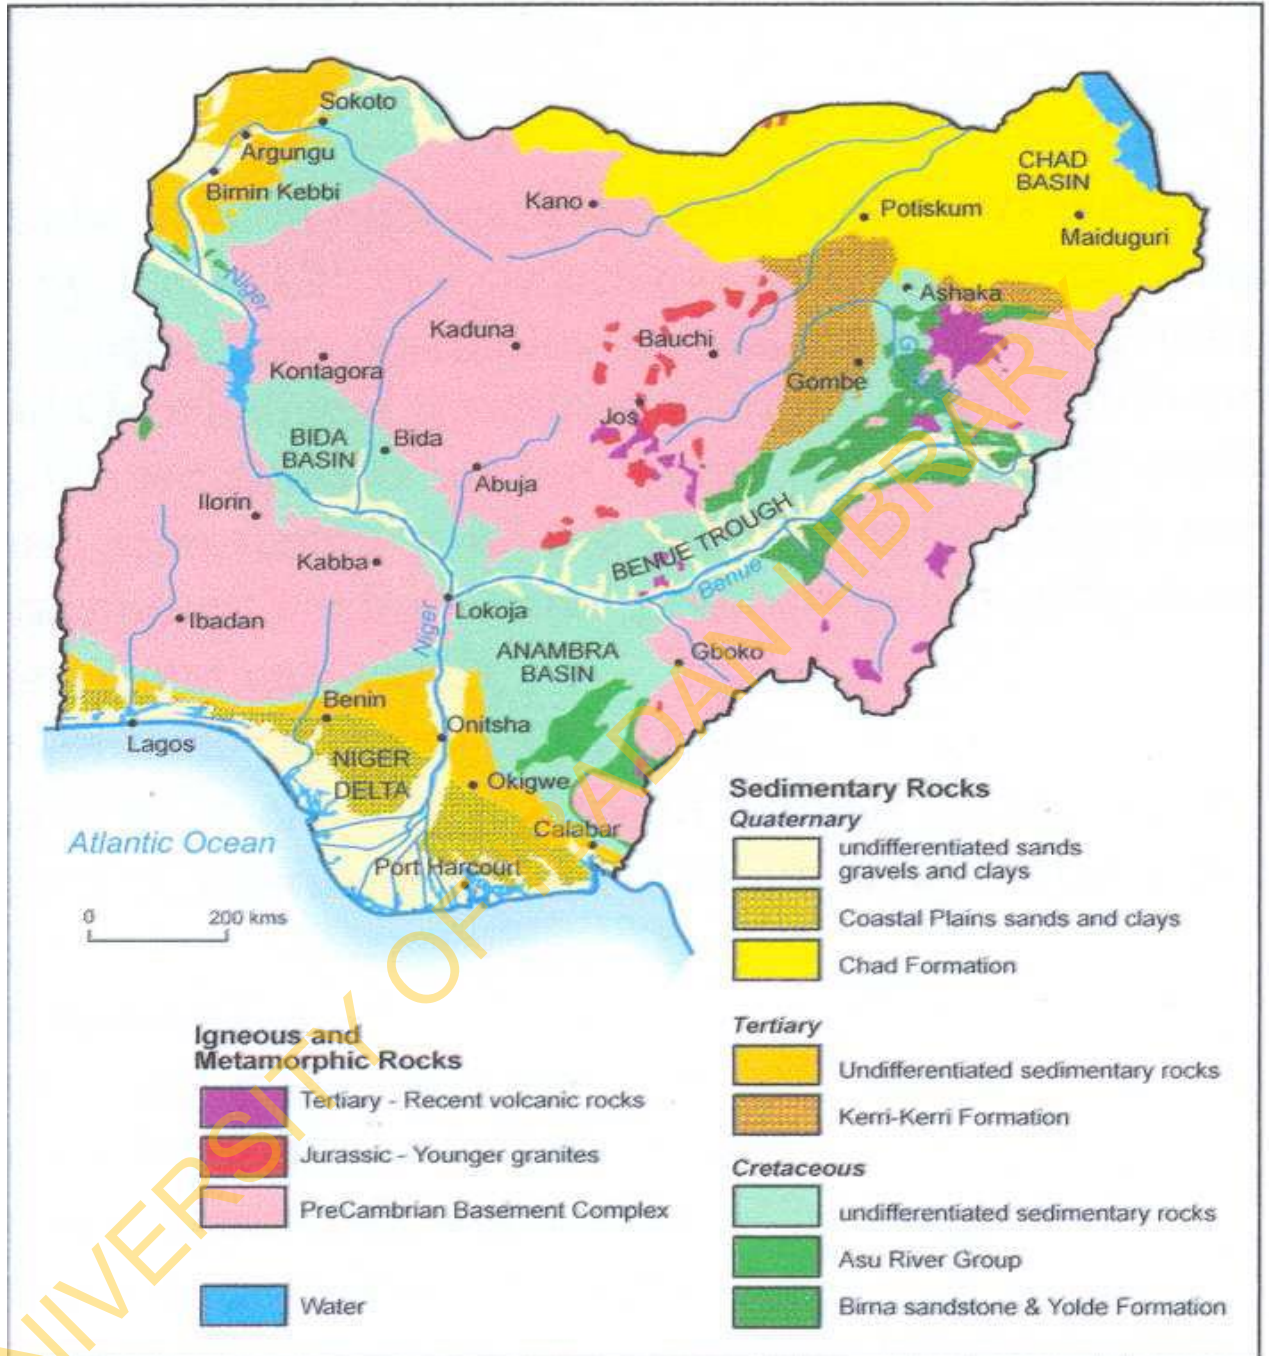 Sokoto
Argungu
Birnin Kebbi
Kano
CHAD
BASIN
Potiskum
Maiduguri
Niger
Ashaka
Kaduna
Bauchi
Kontagora
Gombe
Jos
BIDA
BASIN
Bida
Abuja
Ilorin
BENUE TROUGH
Kabba
Benue
Lokoja
Ibadan
Niger
ANAMBRA
BASIN
Gboko
Benin
Onitsha
Lagos
NIGER
DELTA
Okigwe
Calabar
Atlantic Ocean
Port Harcourt
0 200 kms
Sedimentary Rocks
Quaternary
undifferentiated sands
gravels and clays
Coastal Plains sands and clays
Chad Formation
Tertiary
Undifferentiated sedimentary rocks
Kerri-Kerri Formation
Cretaceous
undifferentiated sedimentary rocks
Asu River Group
Birna sandstone & Yolde Formation
Igneous and
Metamorphic Rocks
Tertiary - Recent volcanic rocks
Jurassic - Younger granites
PreCambrian Basement Complex
Water
UNIVERSITY OF IBADAN LIBRARY